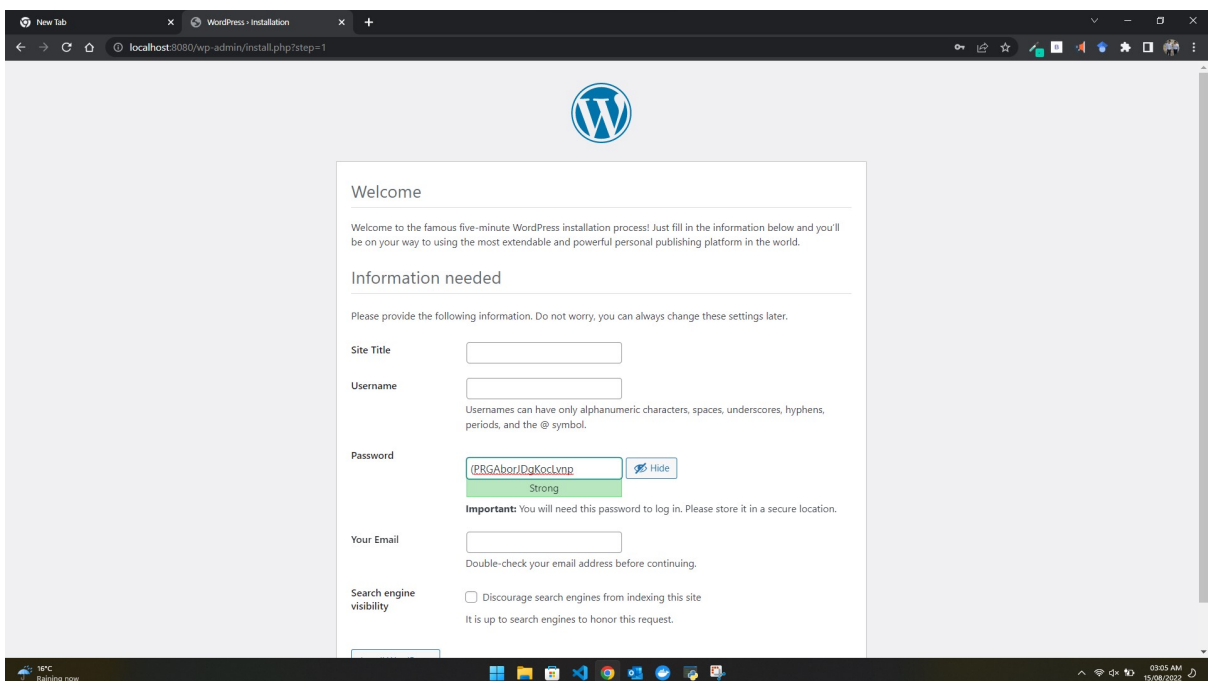 New Tab
WordPress › Installation
localhost:8080/wp-admin/install.php?step=1
Welcome
Welcome to the famous five-minute WordPress installation process! Just fill in the information below and you'll
be on your way to using the most extendable and powerful personal publishing platform in the world.
Information needed
Please provide the following information. Do not worry, you can always change these settings later.
Site Title
Username
Usernames can have only alphanumeric characters, spaces, underscores, hyphens,
periods, and the @ symbol.
Password
(PRGAborJDgKocLvnp
Hide
Strong
Important: You will need this password to log in. Please store it in a secure location.
Your Email
Double-check your email address before continuing.
Search engine
visibility
Discourage search engines from indexing this site
It is up to search engines to honor this request.
16°C
Raining now
03:05 AM
15/08/2022